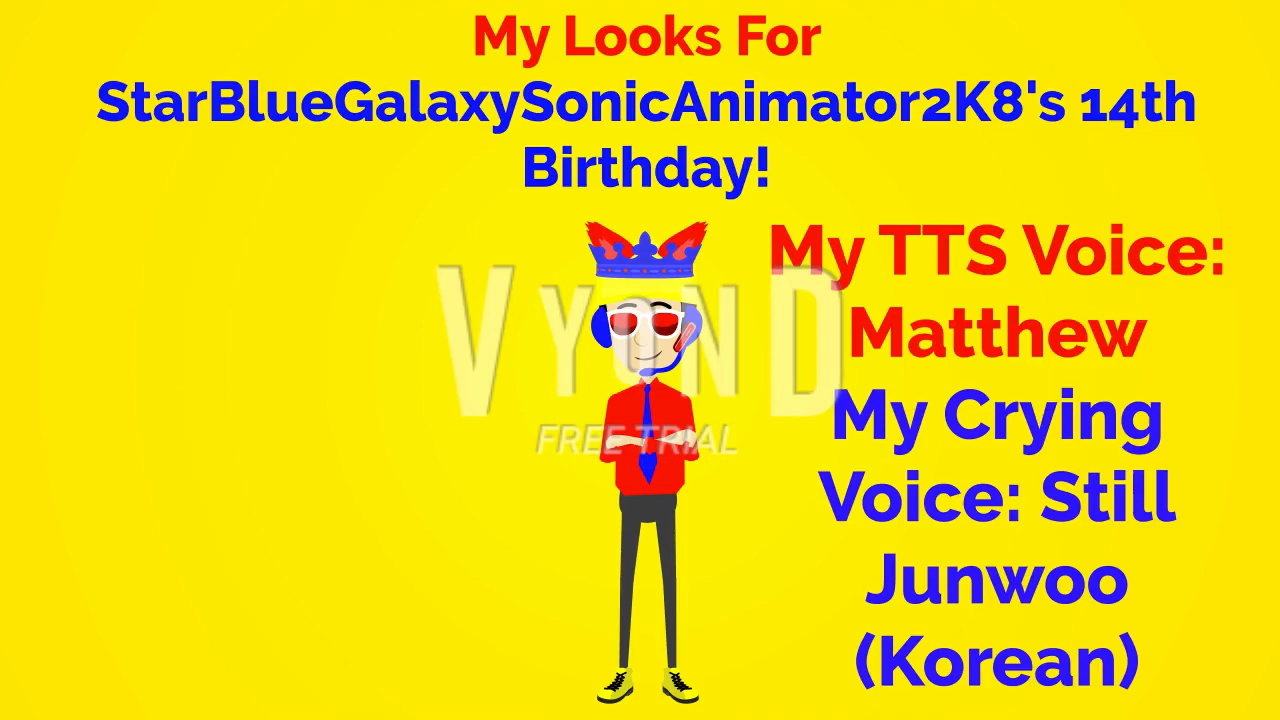 My Looks For
StarBlueGalaxySonicAnimator2K8's 14th
Birthday!
My TTS Voice:
Matthew
My Crying
Voice: Still
Junwoo
(Korean)
VYOND
FREE TRIAL